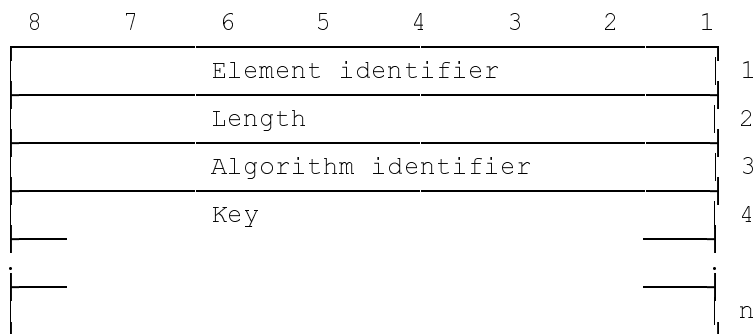 8 7 6 5 4 3 2 1
Element identifier 1
Length 2
Algorithm identifier 3
Key 4
n